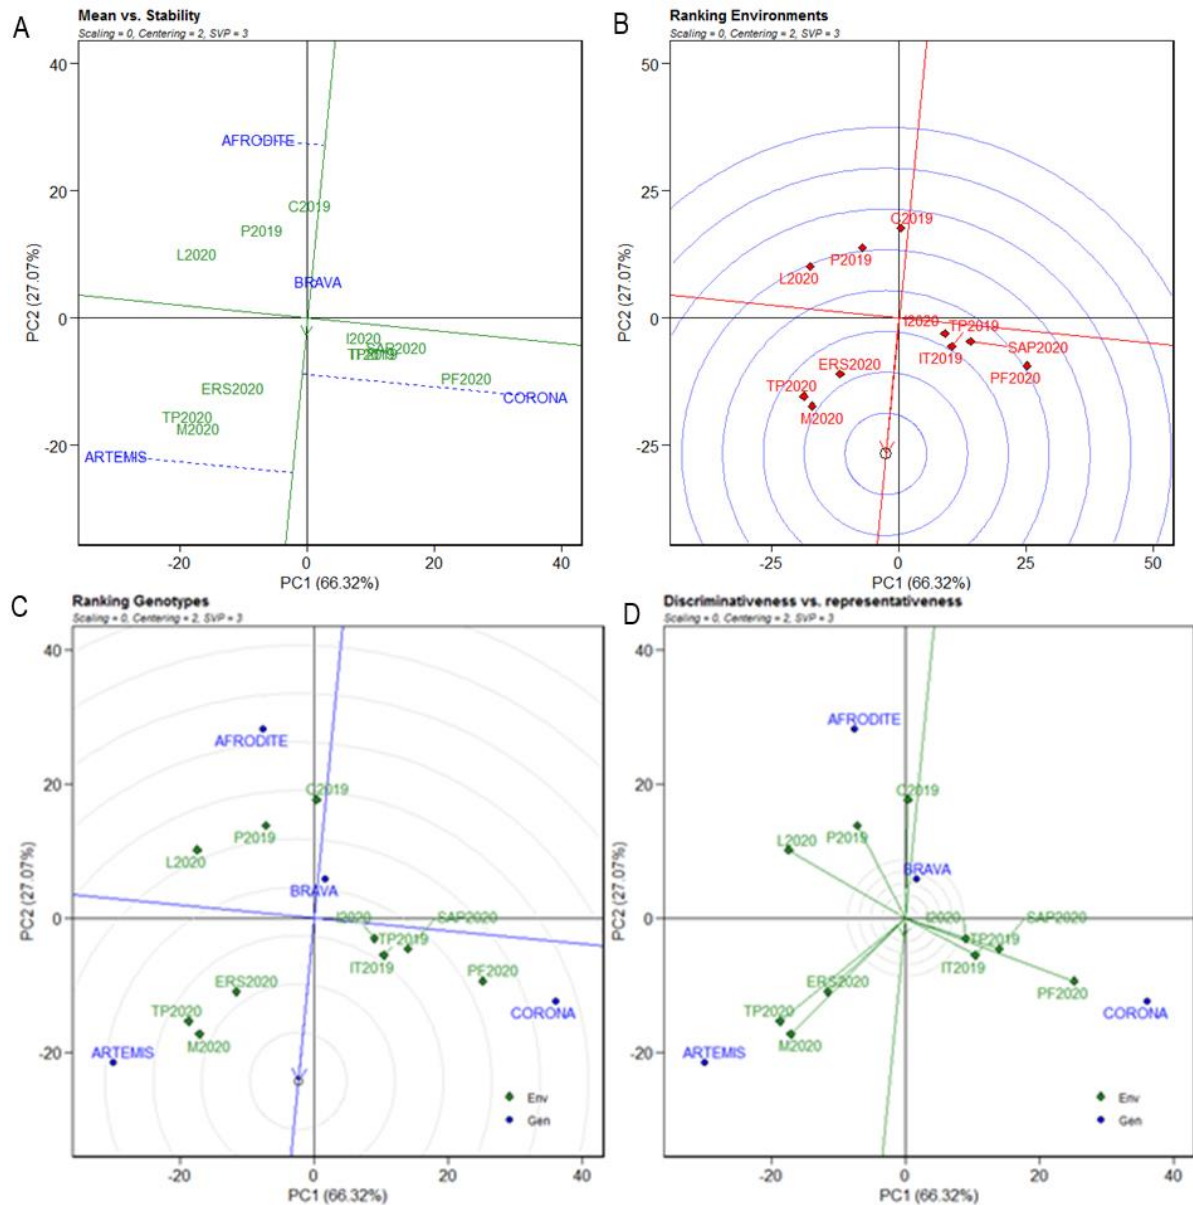 A
Mean vs. Stability
Scaling = 0, Centering = 2, SVP = 3
40
20
0
-20
PC2 (27.07%)
AFRODITE
C2019
P2019
L2020
BRAVA
I2020
SAP2020
TP2019
ERS2020
PF2020
CORONA
TP2020
M2020
ARTEMIS
-20
0
20
40
PC1 (66.32%)
B
Ranking Environments
Scaling = 0, Centering = 2, SVP = 3
50
25
0
-25
PC2 (27.07%)
C2019
P2019
L2020
I2020
TP2019
IT2019
SAP2020
ERS2020
PF2020
TP2020
M2020
-25
0
25
50
PC1 (66.32%)
C
Ranking Genotypes
Scaling = 0, Centering = 2, SVP = 3
40
20
0
-20
PC2 (27.07%)
AFRODITE
C2019
P2019
L2020
BRAVA
I2020
SAP2020
TP2019
IT2019
PF2020
ERS2020
TP2020
CORONA
M2020
ARTEMIS
Env
Gen
-20
0
20
40
PC1 (66.32%)
D
Discriminativeness vs. representativeness
Scaling = 0, Centering = 2, SVP = 3
40
20
0
-20
PC2 (27.07%)
AFRODITE
C2019
P2019
L2020
BRAVA
I2020
SAP2020
TP2019
IT2019
ERS2020
PF2020
TP2020
CORONA
M2020
ARTEMIS
Env
Gen
-20
0
20
40
PC1 (66.32%)